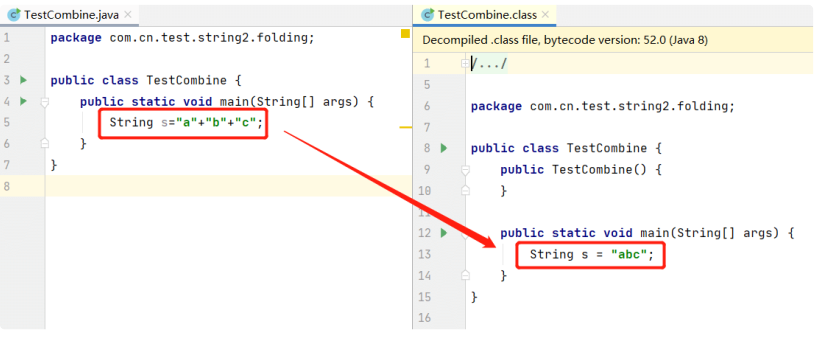 TestCombine.java
1 package com.cn.test.string2.folding;
2
3 public class TestCombine {
4 public static void main(String[] args) {
5 String s="a"+"b"+"c";
6 }
7 }
8
TestCombine.class
Decompiled .class file, bytecode version: 52.0 (Java 8)
1 /.../
5
6 package com.cn.test.string2.folding;
7
8 public class TestCombine {
9 public TestCombine() {
10 }
11
12 public static void main(String[] args) {
13 String s = "abc";
14 }
15 }
16